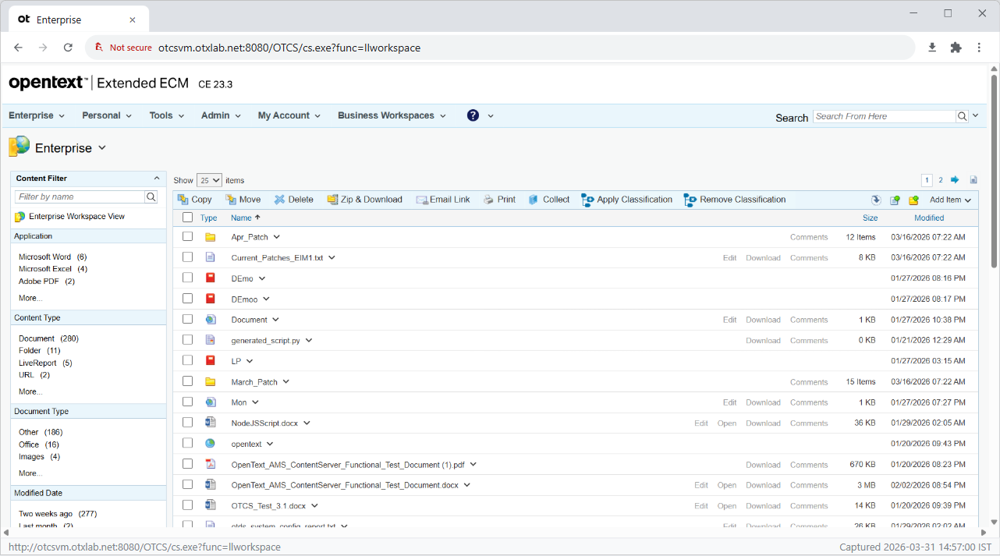 ot Enterprise
Not secure otcsvm.otxlab.net:8080/OTCS/cs.exe?func=llworkspace
opentext™ | Extended ECM CE 23.3
Enterprise Personal Tools Admin My Account Business Workspaces ? Search Search From Here
Enterprise
Content Filter
Filter by name
Enterprise Workspace View
Application
Microsoft Word (6)
Microsoft Excel (4)
Adobe PDF (2)
More...
Content Type
Document (280)
Folder (11)
LiveReport (5)
URL (2)
More...
Document Type
Other (186)
Office (16)
Images (4)
More...
Modified Date
Two weeks ago (277)
Last month (2)
Show 25 items 1 2
Copy Move Delete Zip & Download Email Link Print Collect Apply Classification Remove Classification Add Item
Type Name Size Modified
Apr_Patch Comments 12 Items 03/16/2026 07:22 AM
Current_Patches_EIM1.txt Edit Download Comments 8 KB 03/16/2026 07:22 AM
DEmo 01/27/2026 08:16 PM
DEmoo 01/27/2026 08:17 PM
Document Edit Download Comments 1 KB 01/27/2026 10:38 PM
generated_script.py Download Comments 0 KB 01/21/2026 12:29 AM
LP 01/27/2026 03:15 AM
March_Patch Comments 15 Items 03/16/2026 07:22 AM
Mon Edit Download Comments 1 KB 01/27/2026 07:27 PM
NodeJSScript.docx Edit Open Download Comments 36 KB 01/29/2026 02:05 AM
opentext 01/20/2026 09:43 PM
OpenText_AMS_ContentServer_Functional_Test_Document (1).pdf Download Comments 670 KB 01/20/2026 08:23 PM
OpenText_AMS_ContentServer_Functional_Test_Document.docx Edit Open Download Comments 3 MB 02/02/2026 08:54 PM
OTCS_Test_3.1.docx Edit Open Download Comments 14 KB 01/20/2026 09:39 PM
otds_system_config_report.txt Edit Download Comments 26 KB 01/29/2026 02:02 AM
http://otcsvm.otxlab.net:8080/OTCS/cs.exe?func=llworkspace Captured 2026-03-31 14:57:00 IST